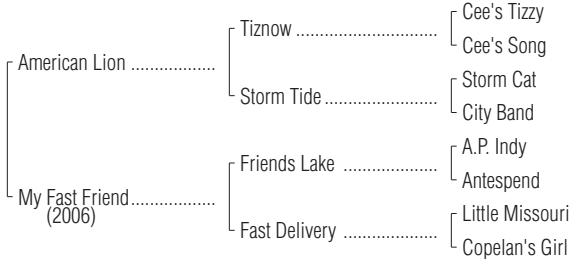 Cee's Tizzy
Tiznow ..................................
Cee's Song
American Lion ...................
Storm Cat
Storm Tide ...........................
City Band
A.P. Indy
Friends Lake ......................
Antespend
My Fast Friend...................
(2006)
Little Missouri
Fast Delivery ......................
Copelan's Girl